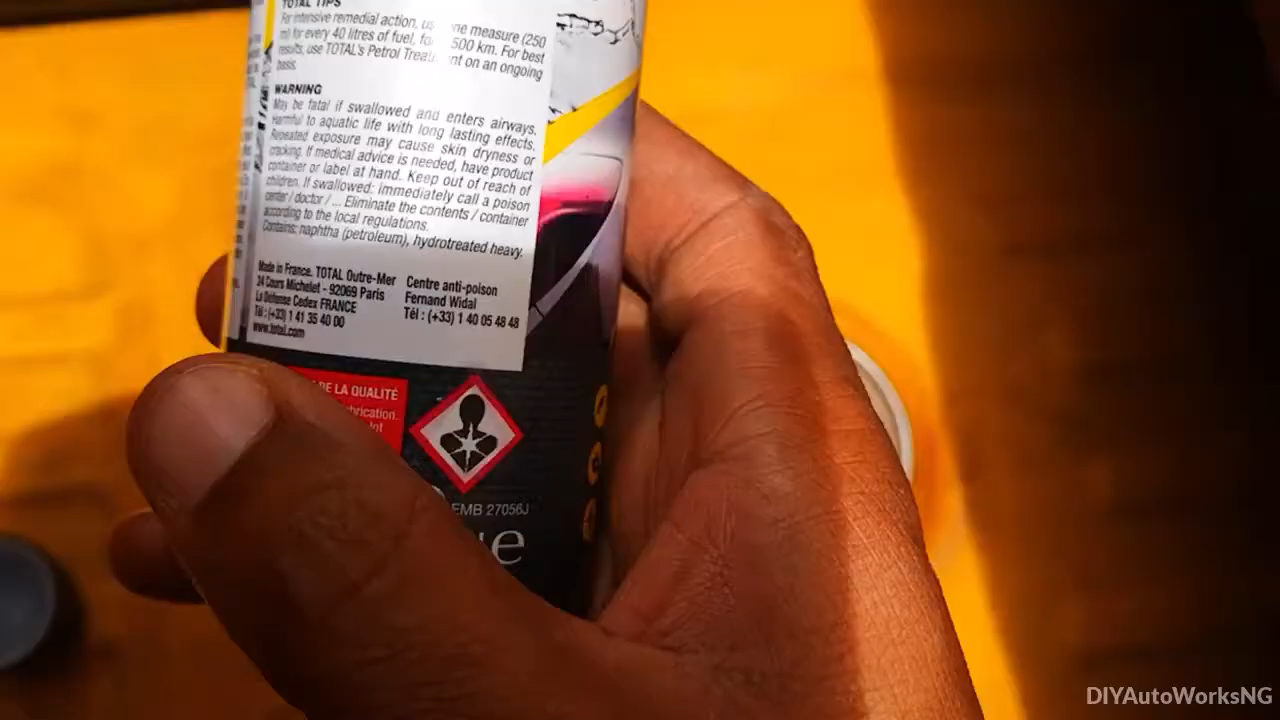 TOTAL TIPS
For intensive remedial action, us ne measure (250
ml) for every 40 litres of fuel, fo 500 km. For best
results, use TOTAL's Petrol Treat nt on an ongoing
basis.
WARNING
May be fatal if swallowed and enters airways.
Harmful to aquatic life with long lasting effects.
Repeated exposure may cause skin dryness or
cracking. If medical advice is needed, have product
container or label at hand. Keep out of reach of
children. If swallowed: immediately call a poison
center / doctor / ... Eliminate the contents / container
according to the local regulations.
Contains: naphtha (petroleum), hydrotreated heavy.
Made in France. TOTAL Outre-Mer
24 Cours Michelet - 92069 Paris
La Défense Cedex FRANCE
Tél : (+33) 1 41 35 40 00
www.total.com
Centre anti-poison
Fernand Widal
Tél : (+33) 1 40 05 48 48
DE LA QUALITÉ
brication.
lot
EMB 27056J
e
DIYAutoWorksNG